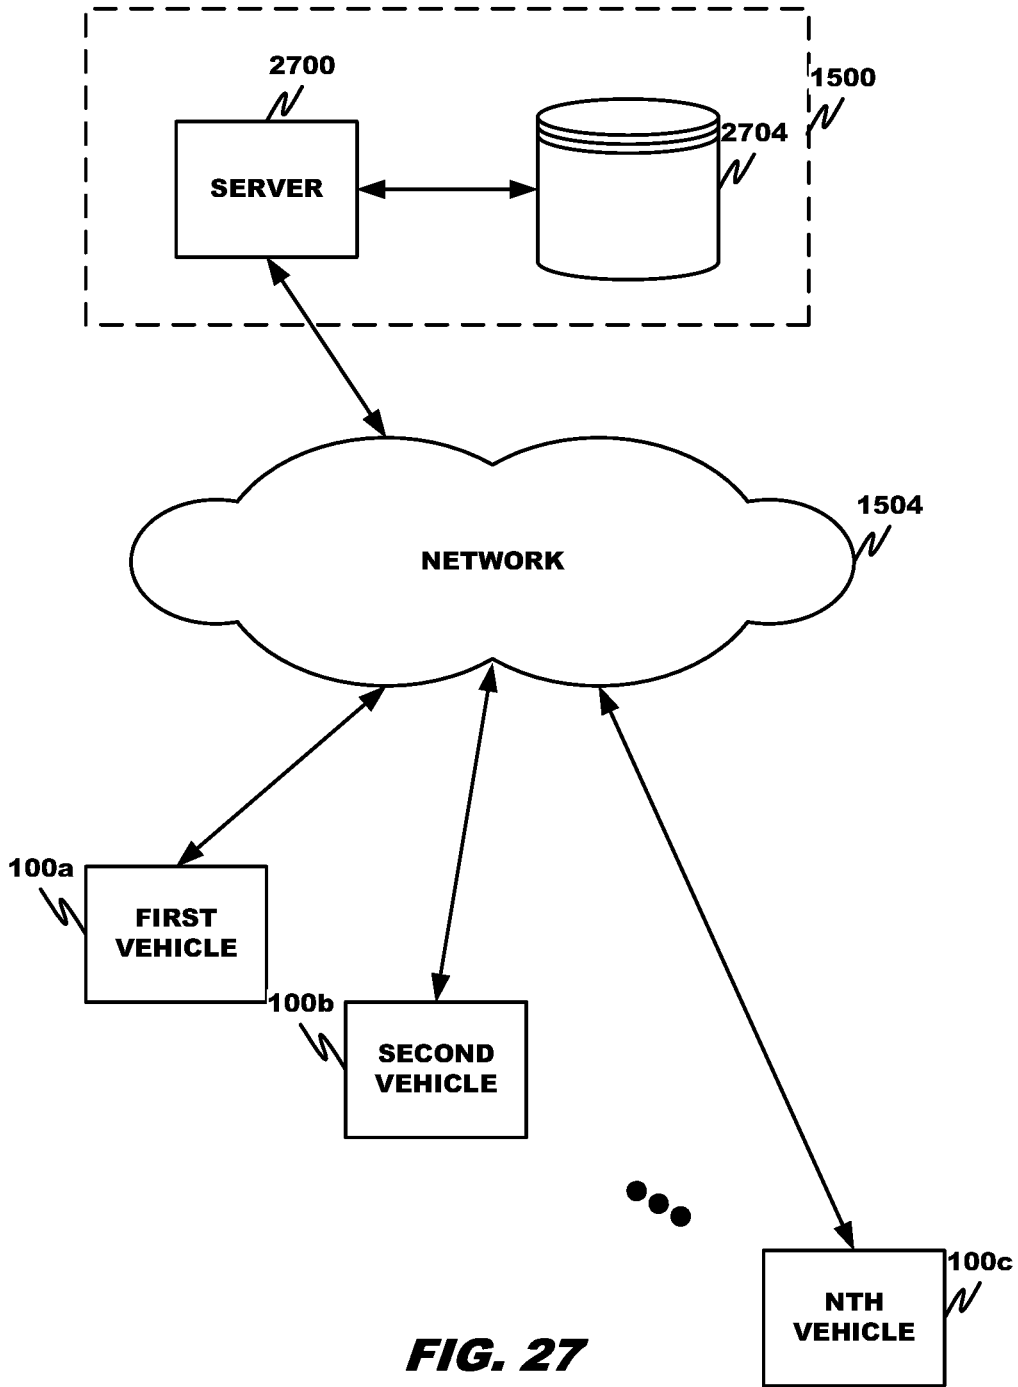 2700
1500
2704
SERVER
1504
NETWORK
100a
FIRST
VEHICLE
100b
SECOND
VEHICLE
100c
NTH
VEHICLE
FIG. 27